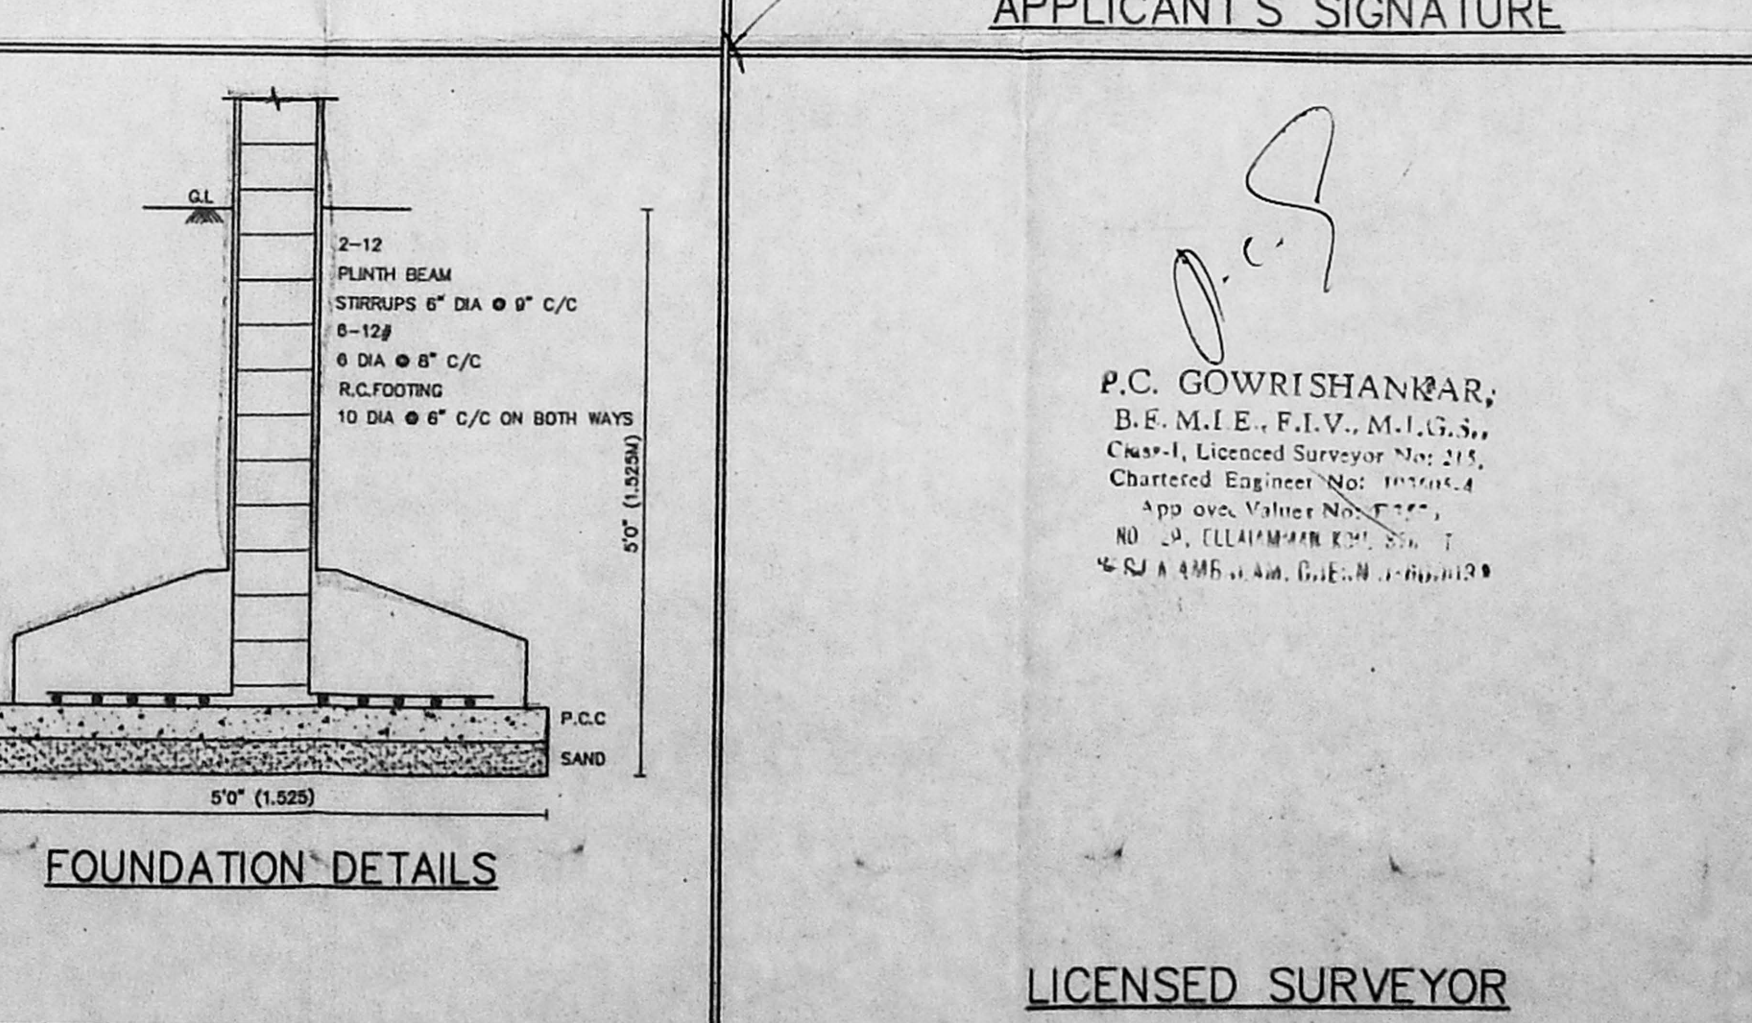 APPLICANT'S SIGNATURE
G.L
2-12
PLINTH BEAM
STIRRUPS 6" DIA @ 9" C/C
6-12#
6 DIA @ 8" C/C
R.C.FOOTING
10 DIA @ 6" C/C ON BOTH WAYS
5'0" (1.525M)
P.C.C
SAND
5'0" (1.525)
FOUNDATION DETAILS
P.C. GOWRISHANKAR,
B.E. M.I.E., F.I.V., M.I.G.S.,
Class-I, Licenced Surveyor No: 215,
Chartered Engineer No:
Approved Valuer No:
NO
LICENSED SURVEYOR